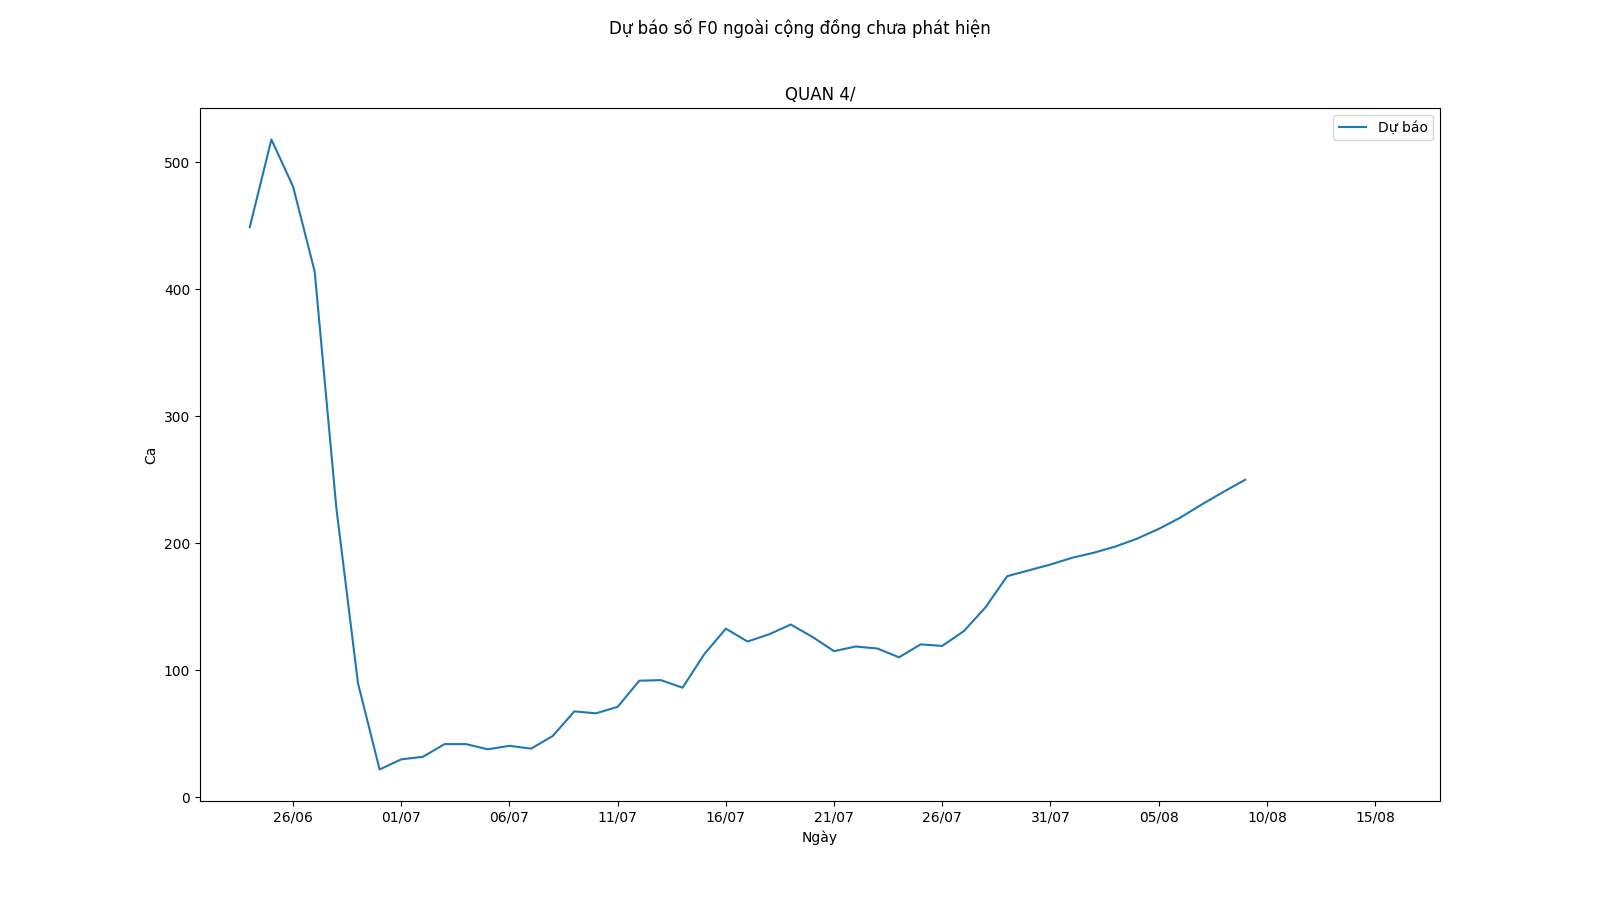 Dự báo số F0 ngoài cộng đồng chưa phát hiện
QUAN 4/
Dự báo
500
400
300
200
100
0
Ca
26/06 01/07 06/07 11/07 16/07 21/07 26/07 31/07 05/08 10/08 15/08
Ngày